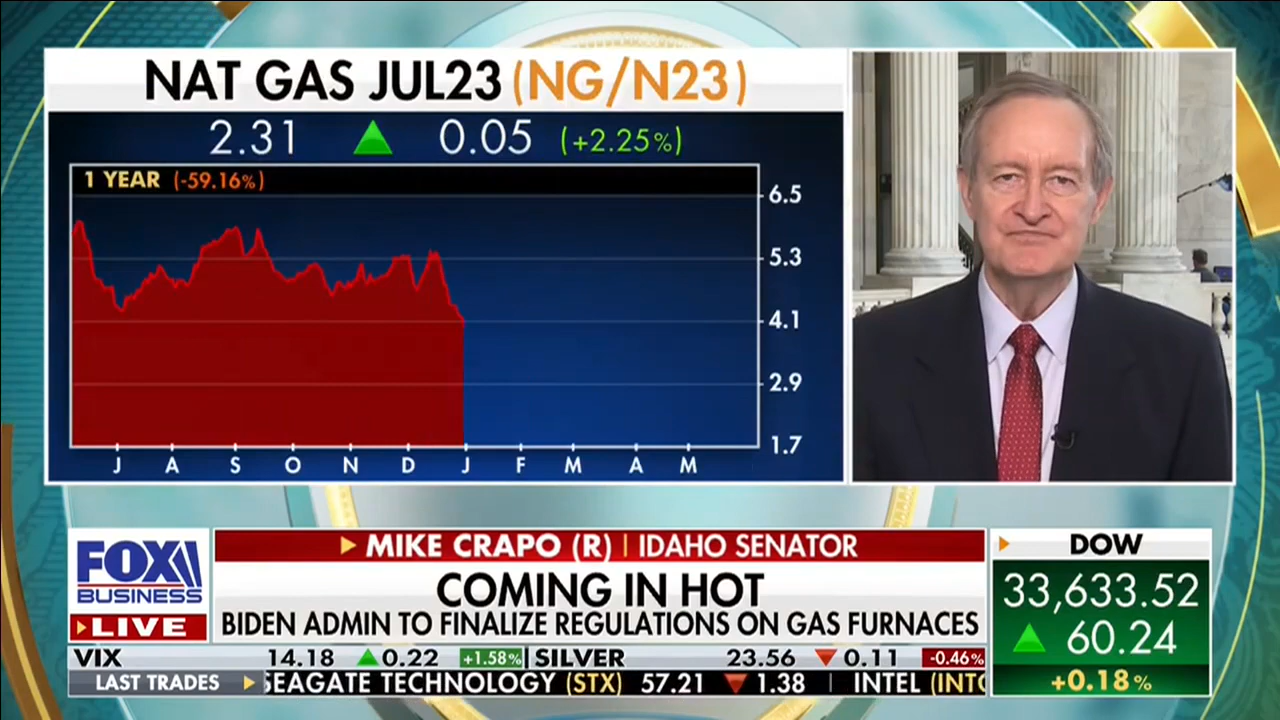 NAT GAS JUL23 (NG/N23)
2.31 0.05 (+2.25%)
1 YEAR (-59.16%)
6.5
5.3
4.1
2.9
1.7
J A S O N D J F M A M
FOX BUSINESS
LIVE
MIKE CRAPO (R) | IDAHO SENATOR
COMING IN HOT
BIDEN ADMIN TO FINALIZE REGULATIONS ON GAS FURNACES
DOW
33,633.52
60.24
+0.18%
VIX 14.18 0.22 +1.58% SILVER 23.56 0.11 -0.46%
LAST TRADES SEAGATE TECHNOLOGY (STX) 57.21 1.38 INTEL (INTC